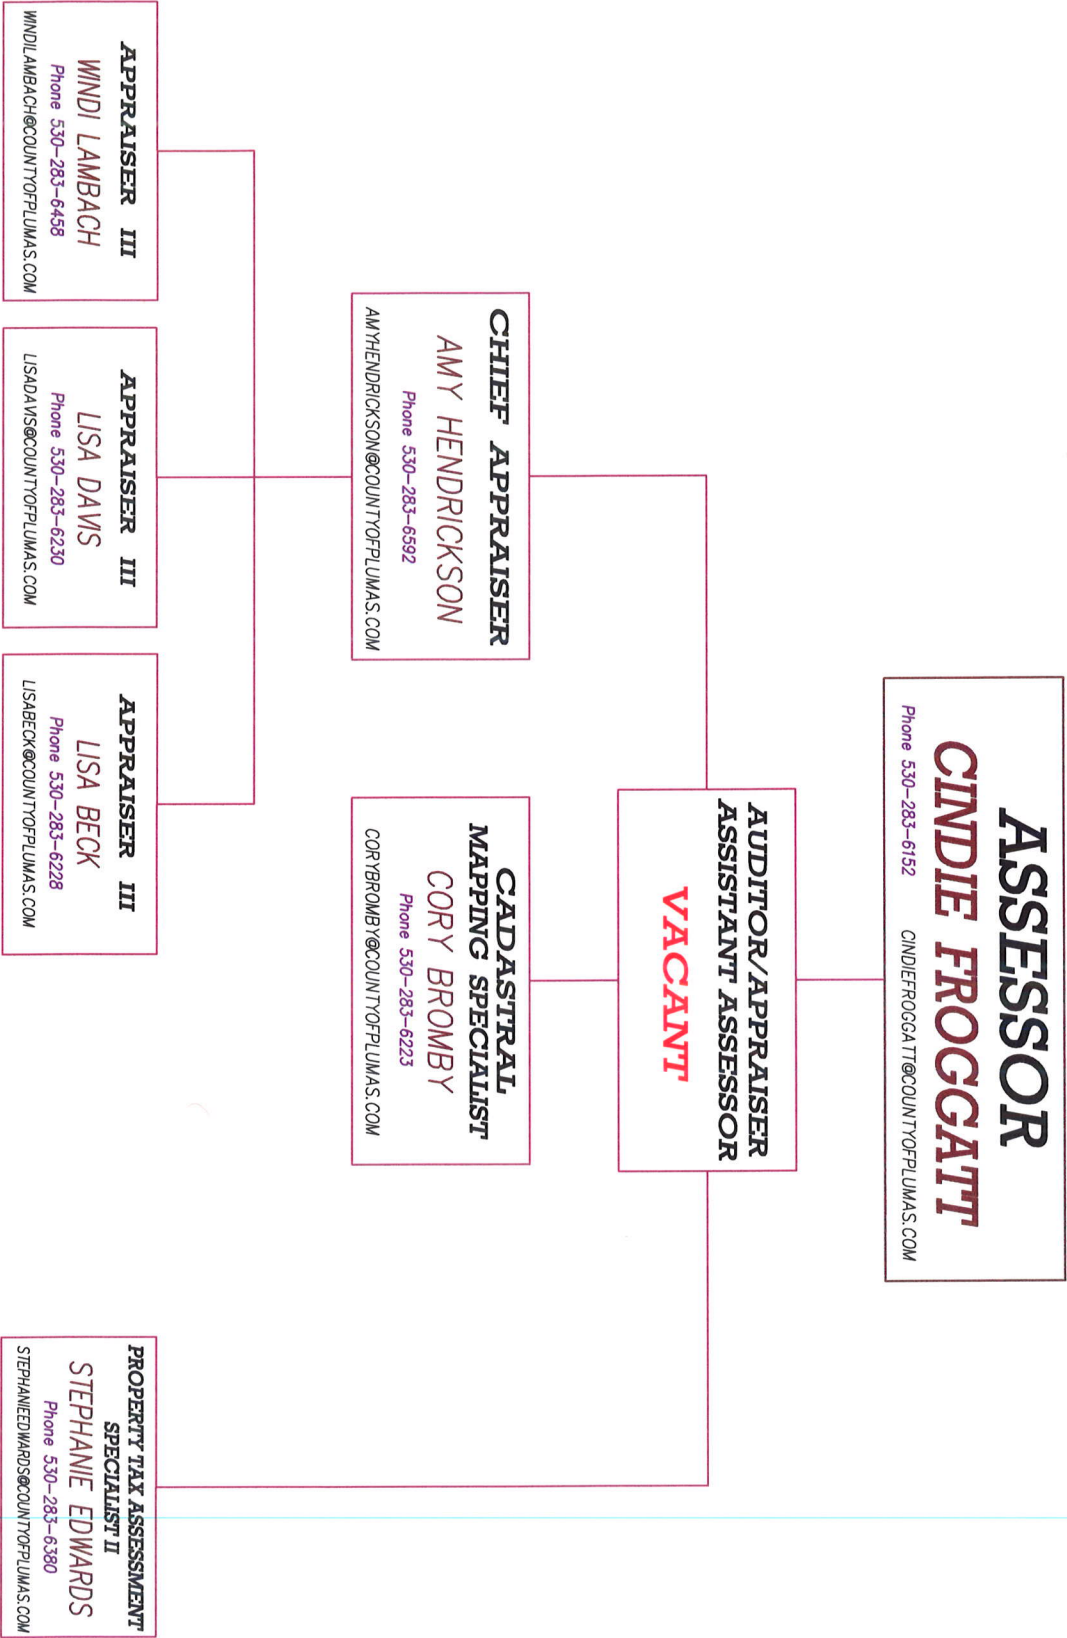 ASSESSOR
CINDIE FROGGATT
Phone 530-283-6152 CINDIEFROGGATT@COUNTYOFPLUMAS.COM
AUDITOR/APPRAISER
ASSISTANT ASSESSOR
VACANT
CHIEF APPRAISER
AMY HENDRICKSON
Phone 530-283-6592
AMYHENDRICKSON@COUNTYOFPLUMAS.COM
CADASTRAL
MAPPING SPECIALIST
CORY BROMBY
Phone 530-283-6223
CORYBROMBY@COUNTYOFPLUMAS.COM
APPRAISER III
WINDI LAMBACH
Phone 530-283-6458
WINDILAMBACH@COUNTYOFPLUMAS.COM
APPRAISER III
LISA DAVIS
Phone 530-283-6230
LISADAVIS@COUNTYOFPLUMAS.COM
APPRAISER III
LISA BECK
Phone 530-283-6228
LISABECK@COUNTYOFPLUMAS.COM
PROPERTY TAX ASSESSMENT
SPECIALIST II
STEPHANIE EDWARDS
Phone 530-283-6380
STEPHANIEEDWARDS@COUNTYOFPLUMAS.COM